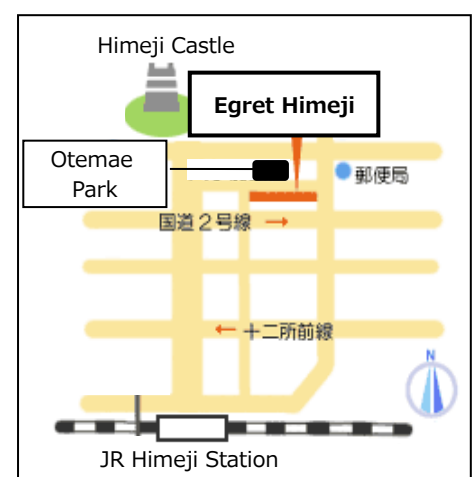 Himeji Castle
Egret Himeji
Otemae
Park
郵便局
国道２号線 →
← 十二所前線
N
JR Himeji Station